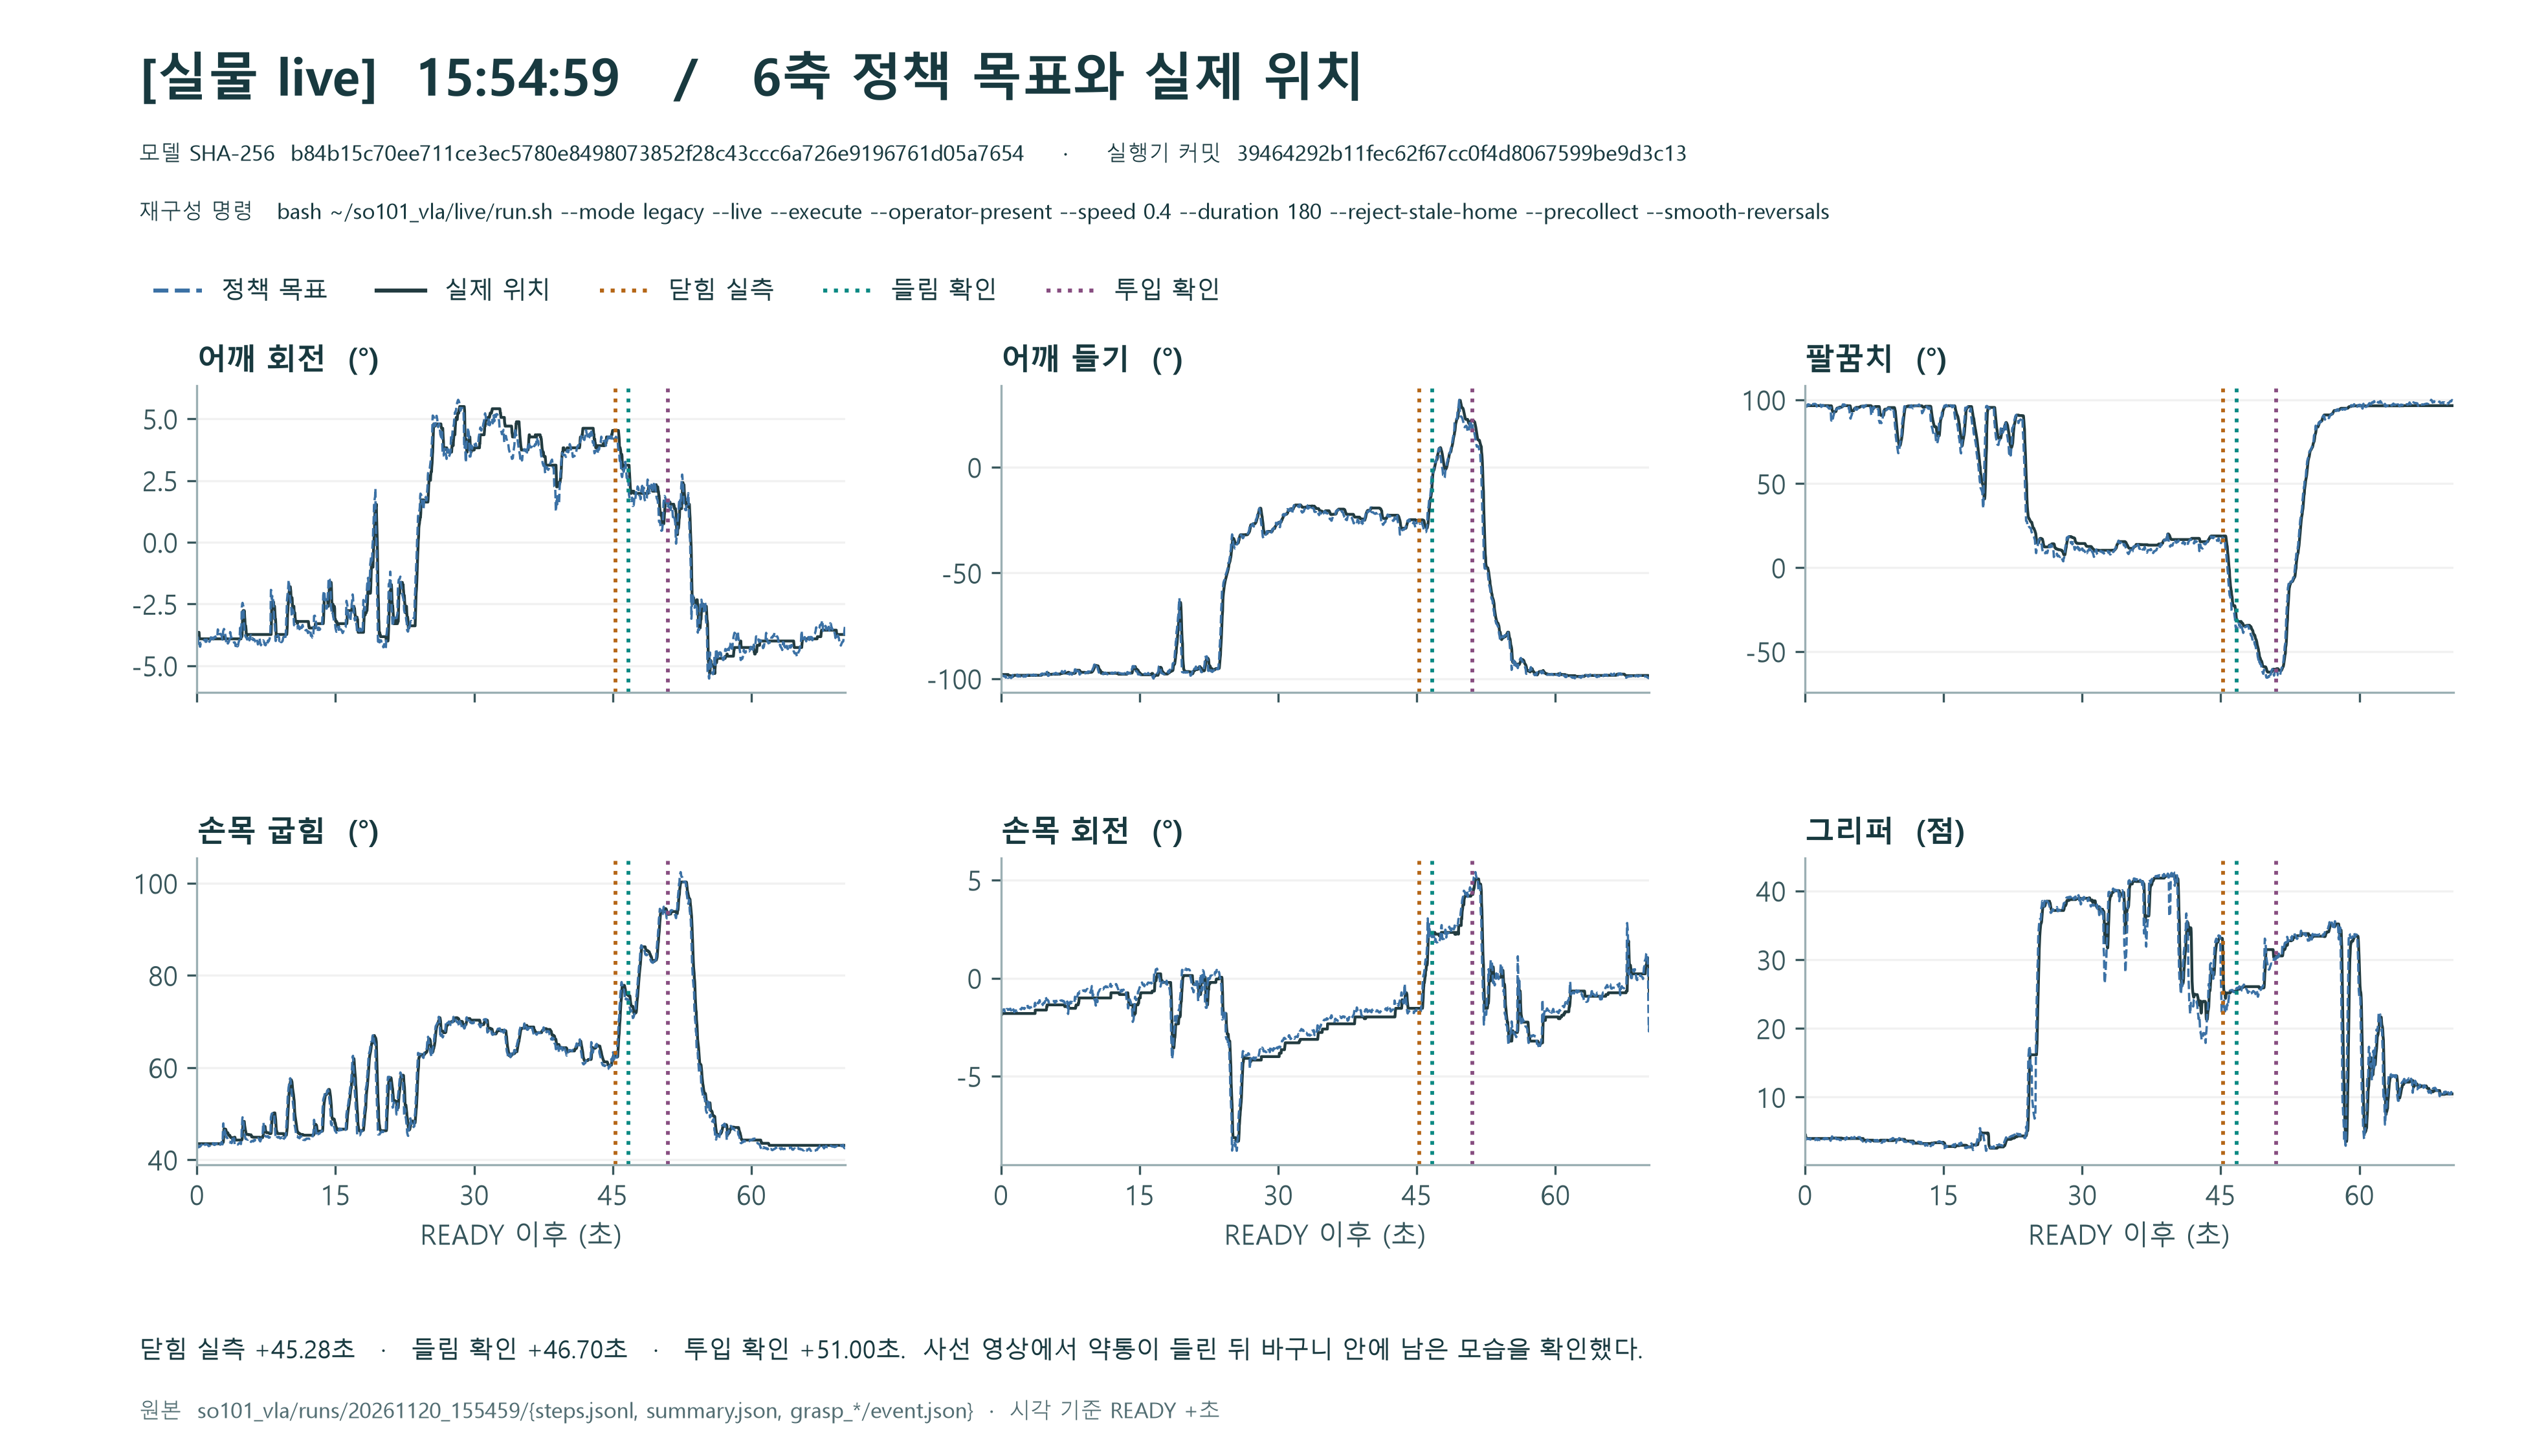 [실물 live]  15:54:59  /  6축 정책 목표와 실제 위치
모델 SHA-256  b84b15c70ee711ce3ec5780e8498073852f28c43ccc6a726e9196761d05a7654  ·  실행기 커밋  39464292b11fec62f67cc0f4d8067599be9d3c13
재구성 명령  bash ~/so101_vla/live/run.sh --mode legacy --live --execute --operator-present --speed 0.4 --duration 180 --reject-stale-home --precollect --smooth-reversals
정책 목표  실제 위치  닫힘 실측  들림 확인  투입 확인
어깨 회전 (°)
5.0
2.5
0.0
-2.5
-5.0
어깨 들기 (°)
0
-50
-100
팔꿈치 (°)
100
50
0
-50
손목 굽힘 (°)
100
80
60
40
0 15 30 45 60
READY 이후 (초)
손목 회전 (°)
5
0
-5
0 15 30 45 60
READY 이후 (초)
그리퍼 (점)
40
30
20
10
0 15 30 45 60
READY 이후 (초)
닫힘 실측 +45.28초  ·  들림 확인 +46.70초  ·  투입 확인 +51.00초.  사선 영상에서 약통이 들린 뒤 바구니 안에 남은 모습을 확인했다.
원본  so101_vla/runs/20261120_155459/{steps.jsonl, summary.json, grasp_*/event.json}  ·  시각 기준 READY +초